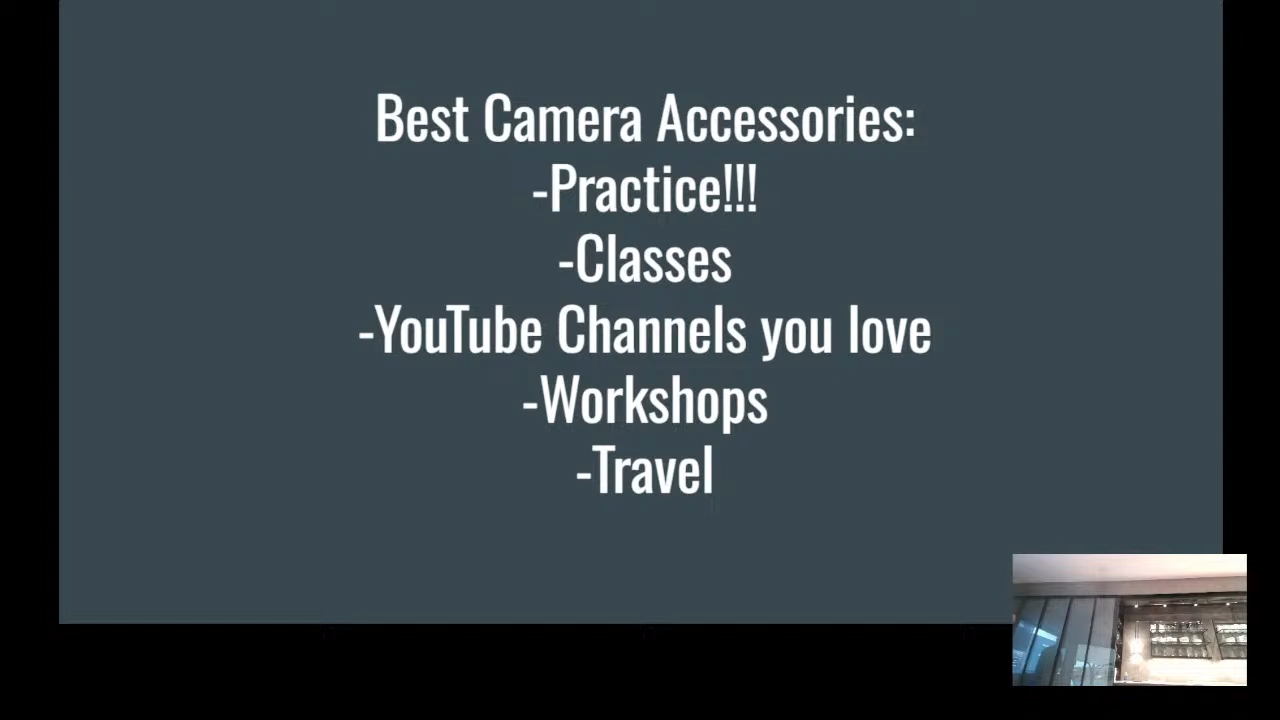 Best Camera Accessories:
-Practice!!!
-Classes
-YouTube Channels you love
-Workshops
-Travel